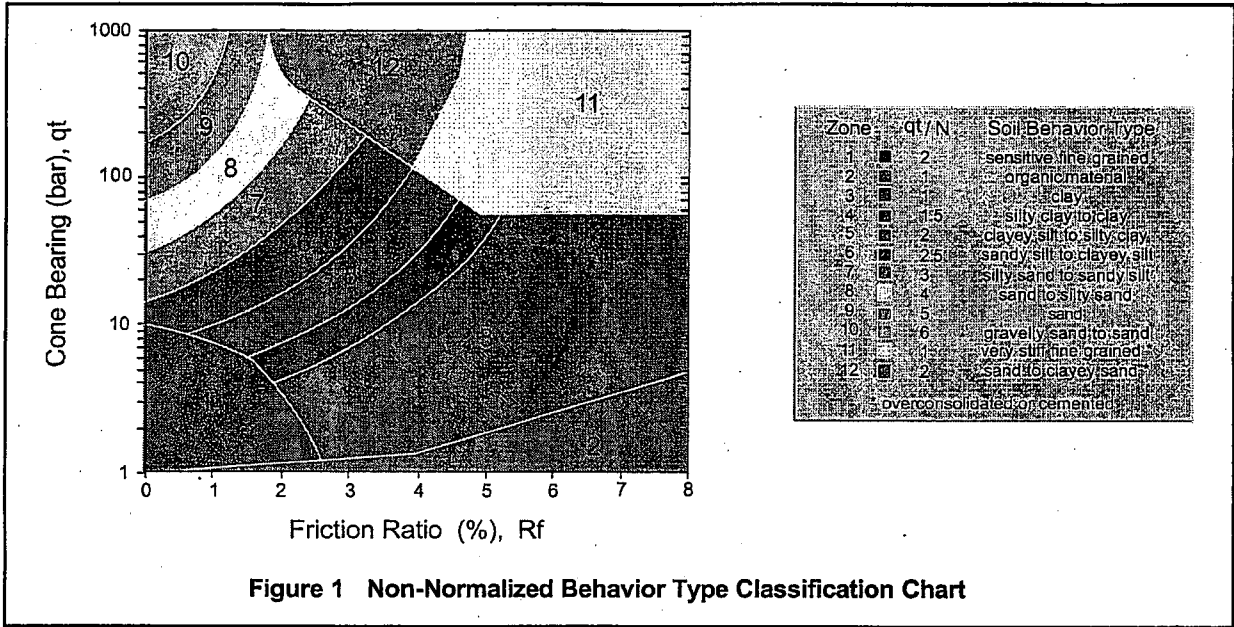 1000
100
10
1
Cone Bearing (bar), qt
0 1 2 3 4 5 6 7 8
Friction Ratio (%), Rf
10
12
11
9
8
7
3
1
2
Zone qt / N Soil Behavior Type
1 2 sensitive fine grained
2 1 organic material
3 1 clay
4 1.5 silty clay to clay
5 2 clayey silt to silty clay
6 2.5 sandy silt to clayey silt
7 3 silty sand to sandy silt
8 4 sand to silty sand
9 5 sand
10 6 gravelly sand to sand
11 1 very stiff fine grained
12 2 sand to clayey sand
overconsolidated or cemented
Figure 1 Non-Normalized Behavior Type Classification Chart